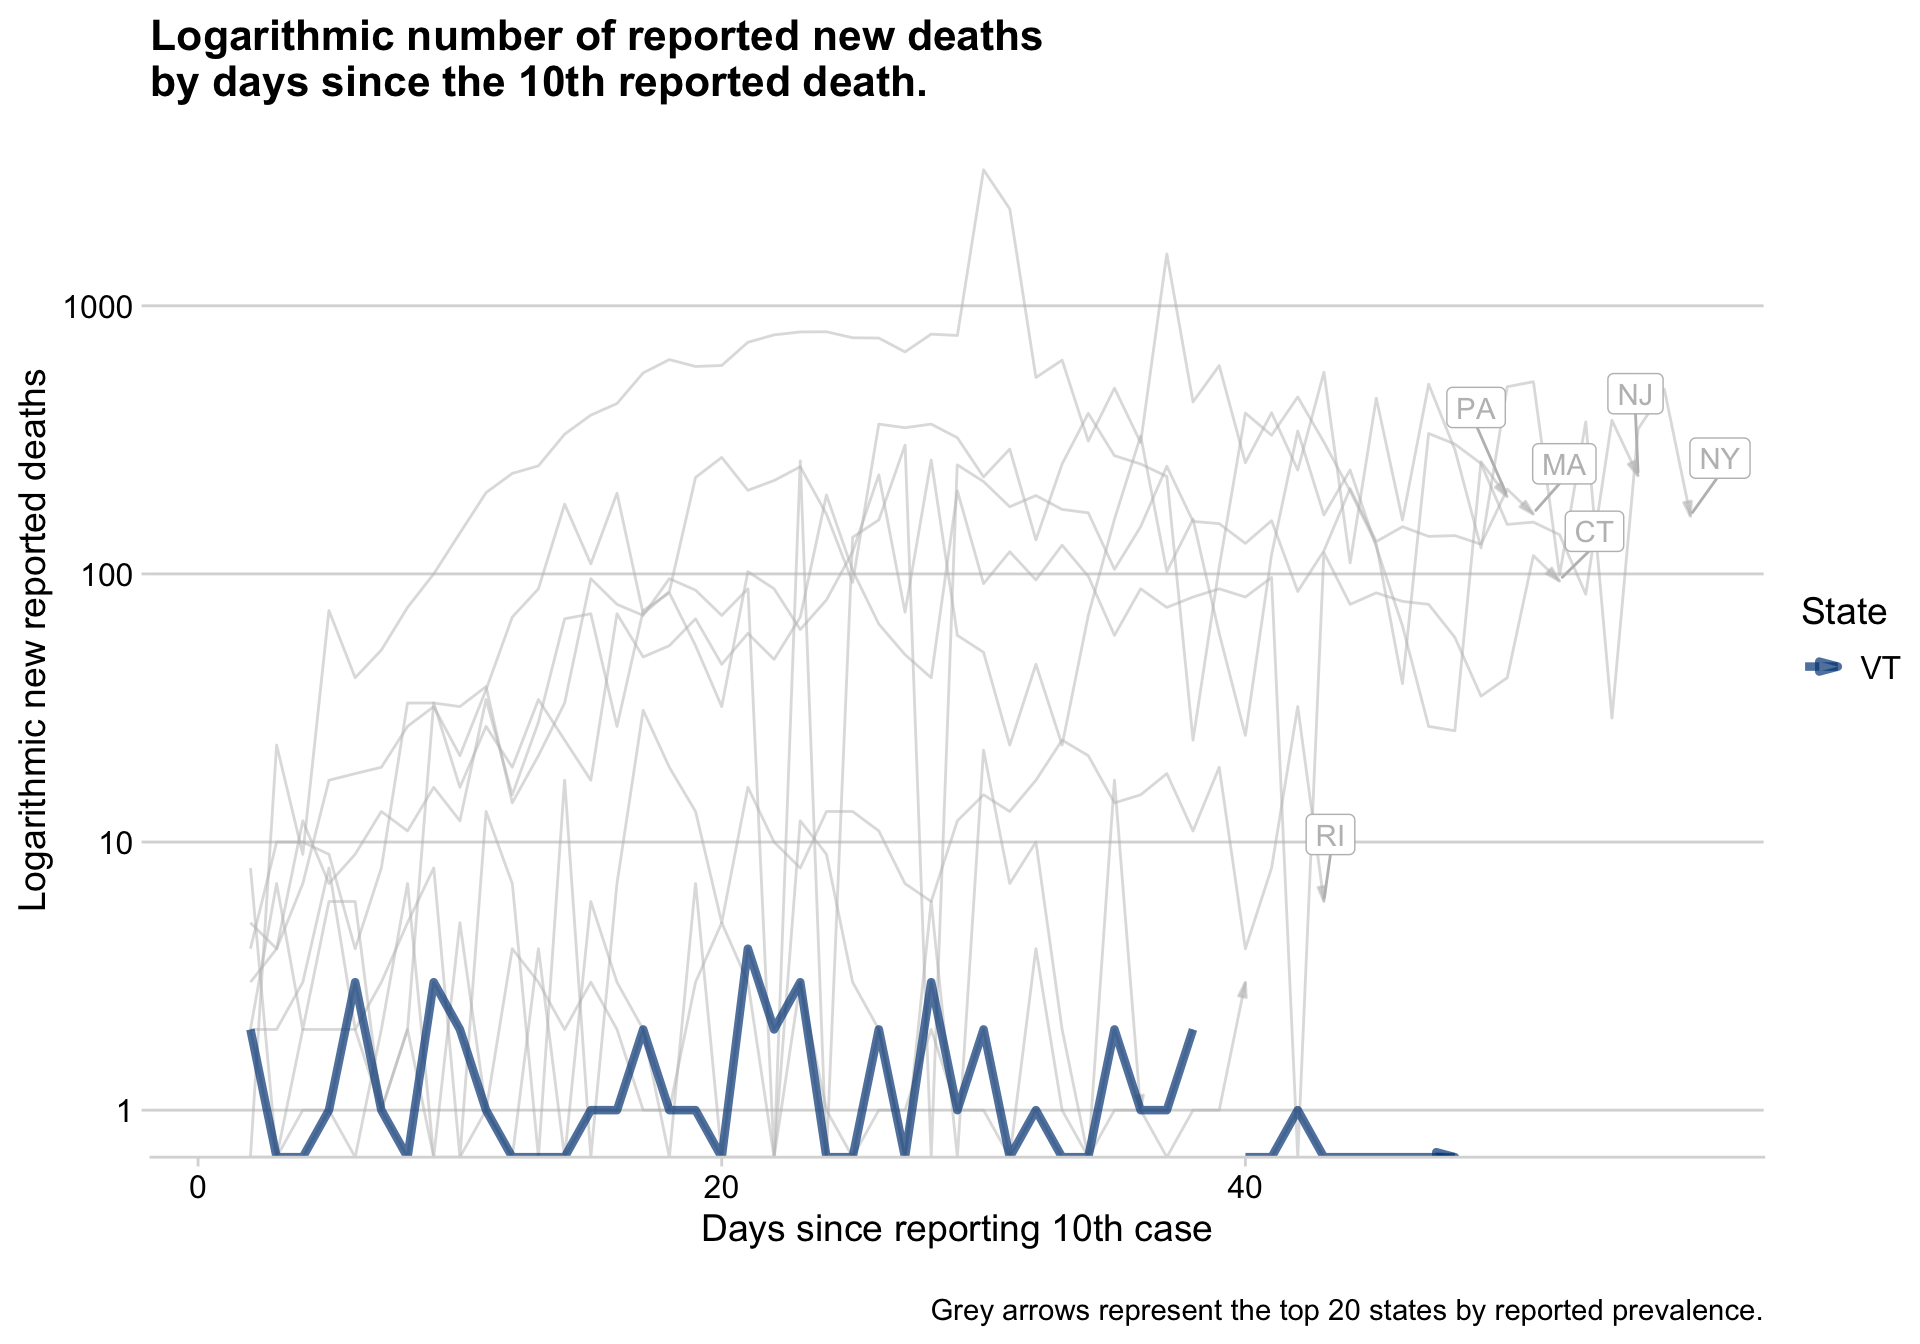 Logarithmic number of reported new deaths
by days since the 10th reported death.
Logarithmic new reported deaths
1000
100
10
1
PA
NJ
MA
NY
CT
RI
State
VT
0
20
40
Days since reporting 10th case
Grey arrows represent the top 20 states by reported prevalence.